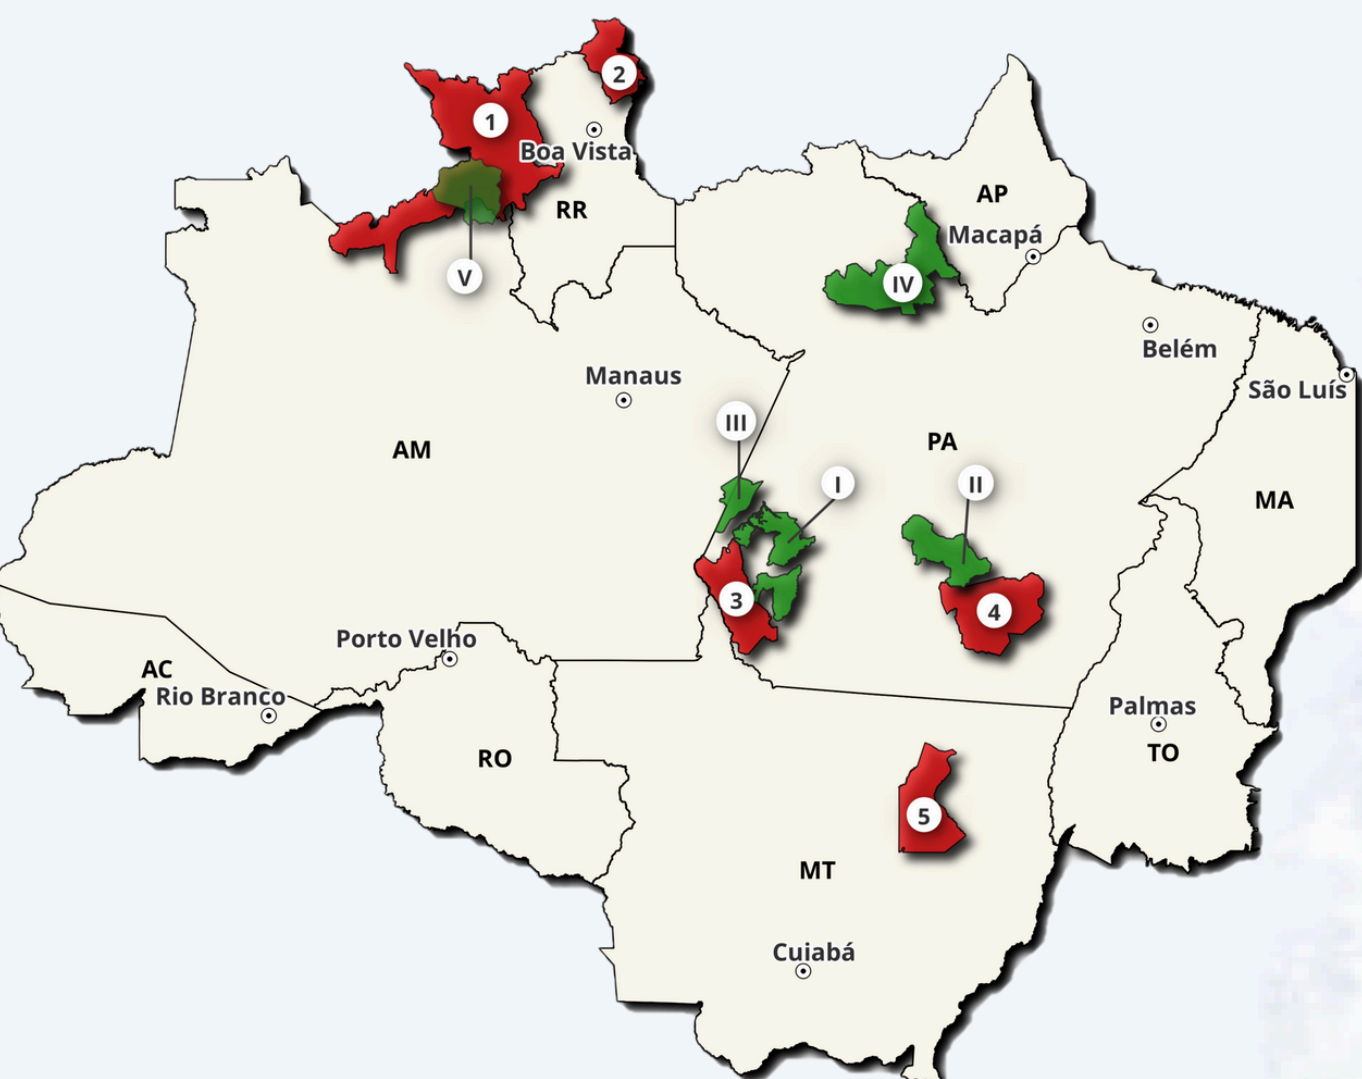 2
1
Boa Vista
AP
RR
Macapá
V
IV
Belém
Manaus
São Luís
III
AM
PA
I
II
MA
3
4
Porto Velho
AC
Rio Branco
Palmas
RO
TO
5
MT
Cuiabá